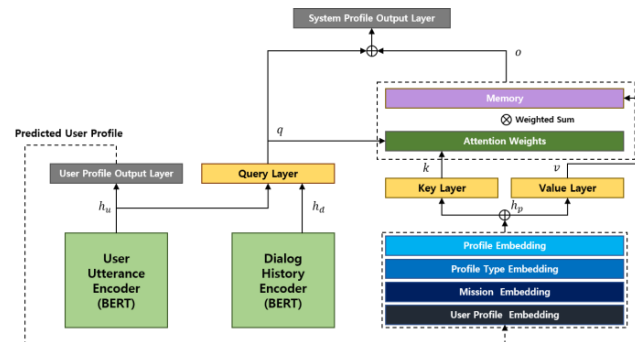 System Profile Output Layer
o
Memory
⊗ Weighted Sum
Predicted User Profile
q
Attention Weights
k
v
User Profile Output Layer
Query Layer
Key Layer
Value Layer
h_u
h_d
h_p
User
Utterance
Encoder
(BERT)
Dialog
History
Encoder
(BERT)
Profile Embedding
Profile Type Embedding
Mission Embedding
User Profile Embedding